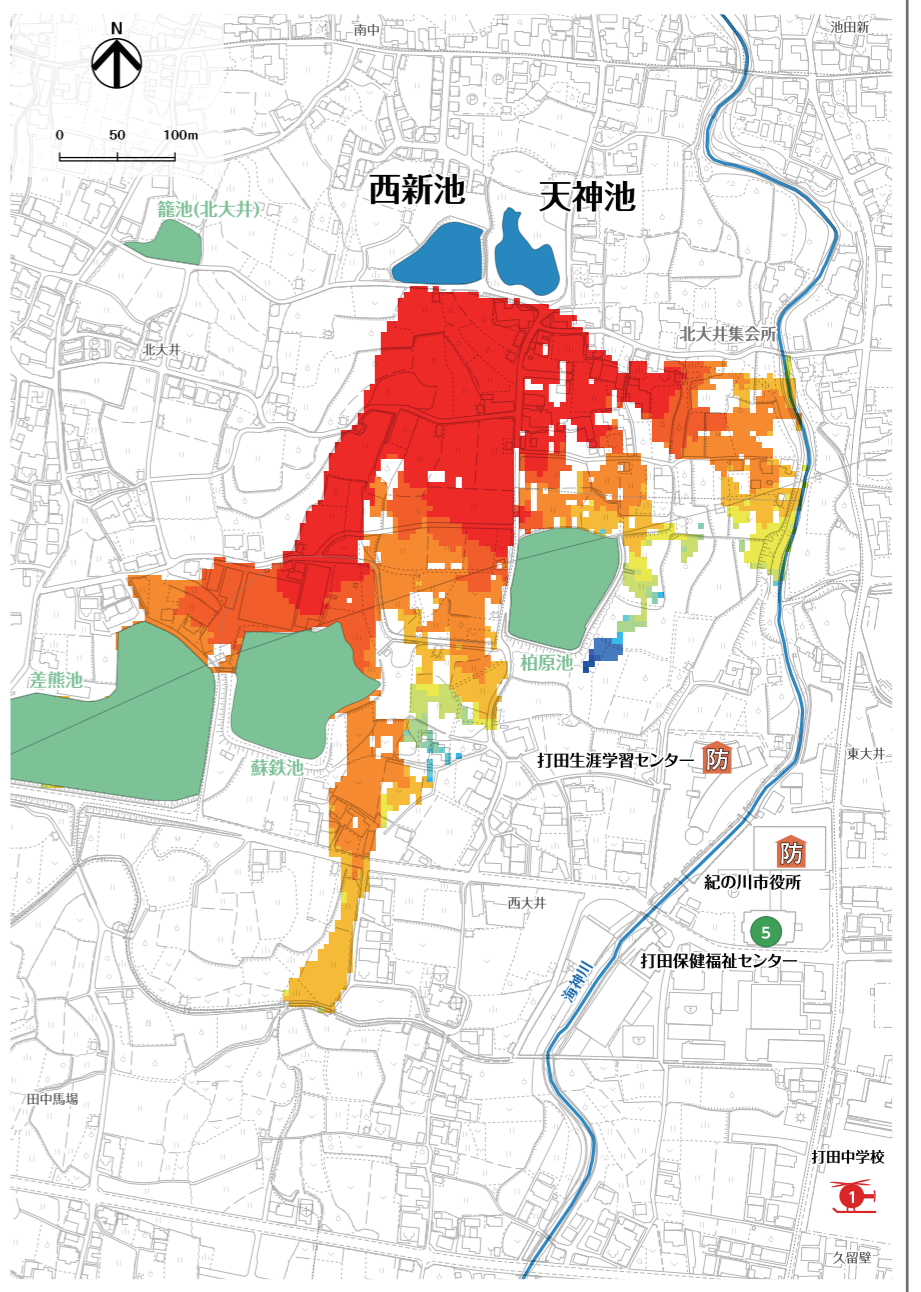 N
南中
池田新
0 50 100m
西新池
天神池
籠池(北大井)
北大井集会所
北大井
柏原池
差熊池
蘇鉄池
打田生涯学習センター
防
東大井
防
紀の川市役所
西大井
5
打田保健福祉センター
海神川
田中馬場
打田中学校
1
久留壁